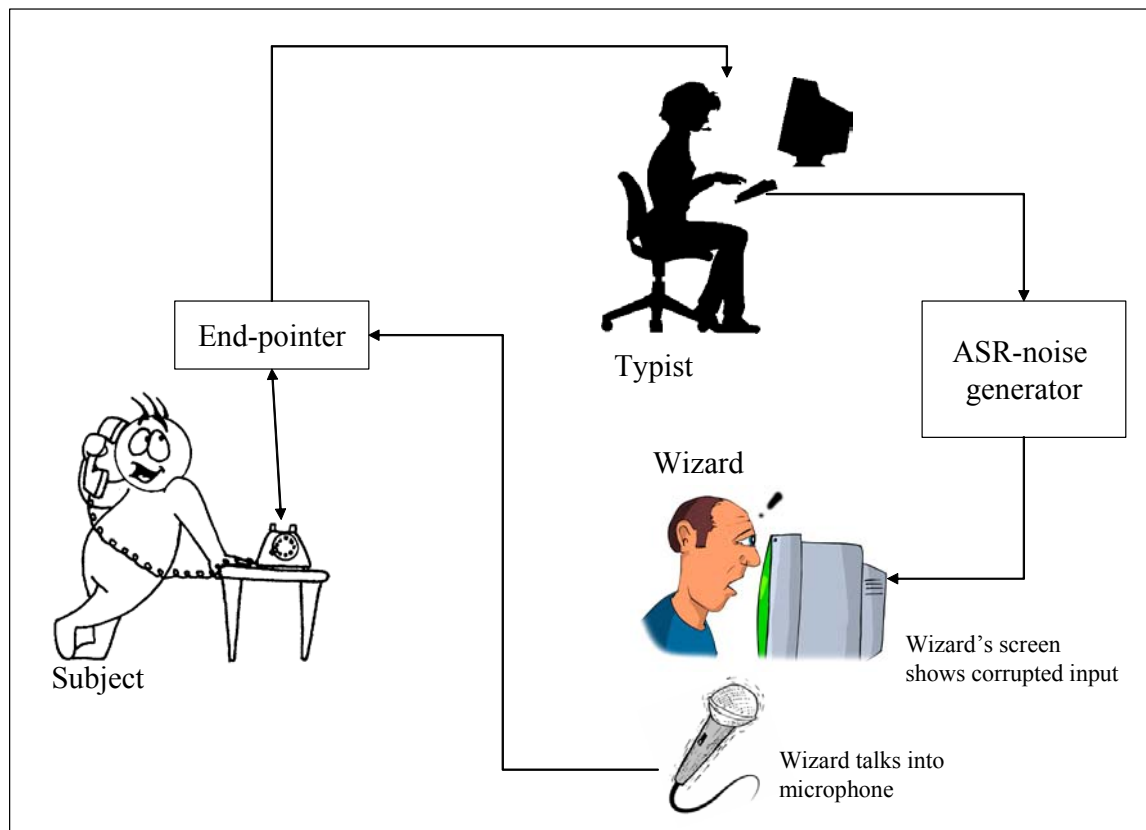 End-pointer
Typist
ASR-noise
generator
Wizard
Subject
Wizard’s screen
shows corrupted input
Wizard talks into
microphone